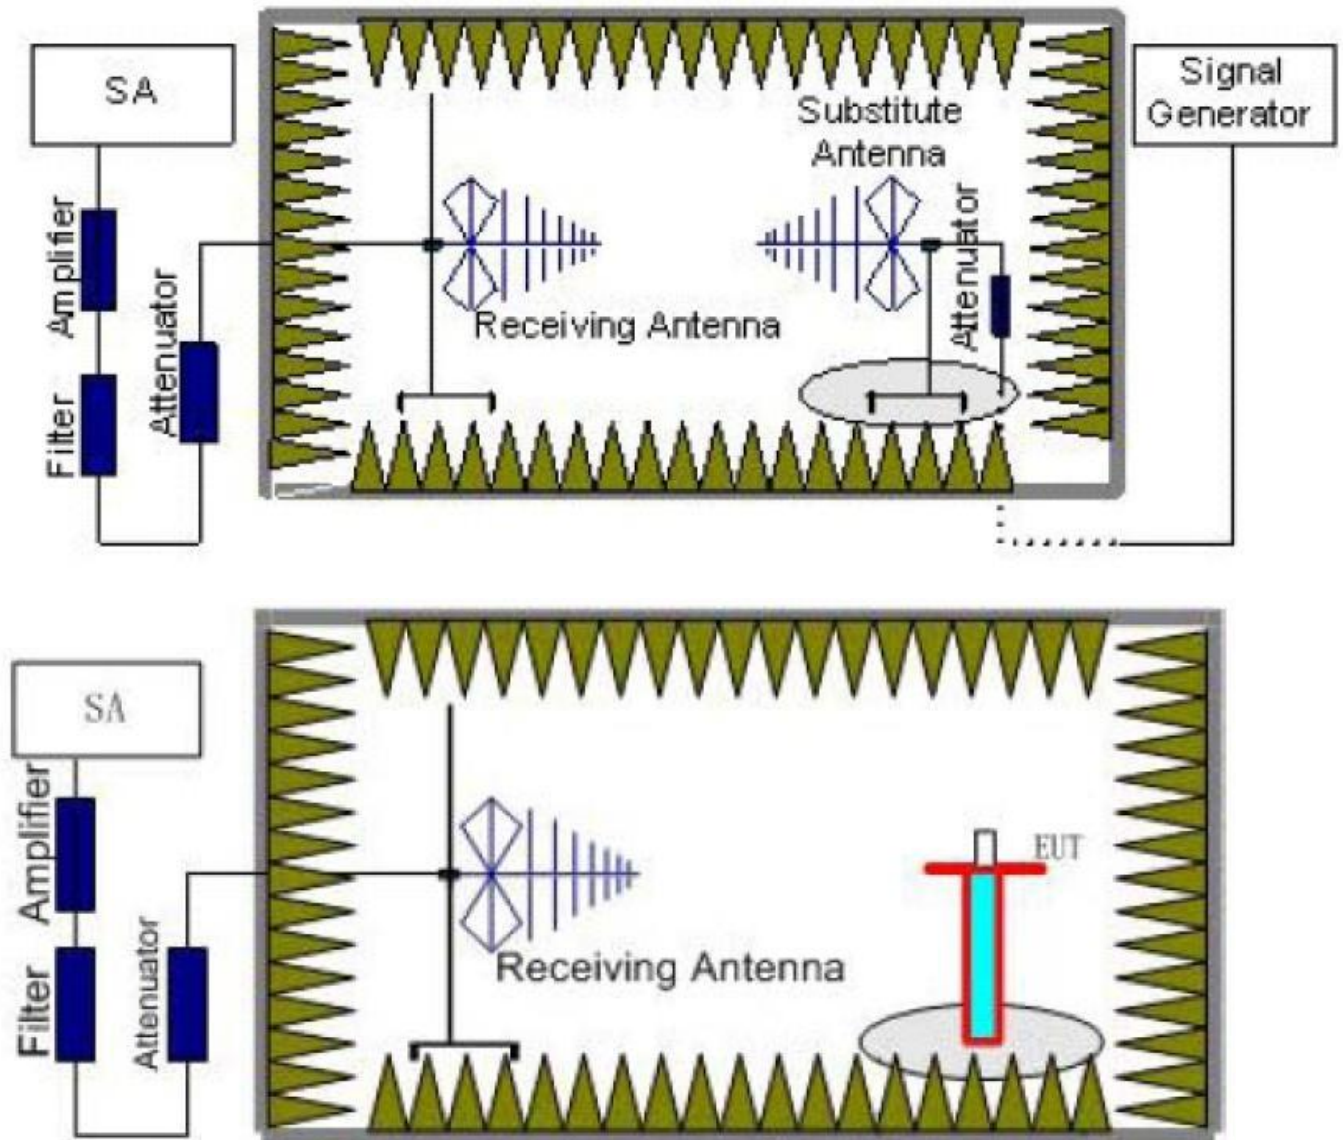 SA
Signal
Generator
Substitute
Antenna
Amplifier
Attenuator
Attenuator
Receiving Antenna
Filter
SA
Amplifier
EUT
Attenuator
Receiving Antenna
Filter